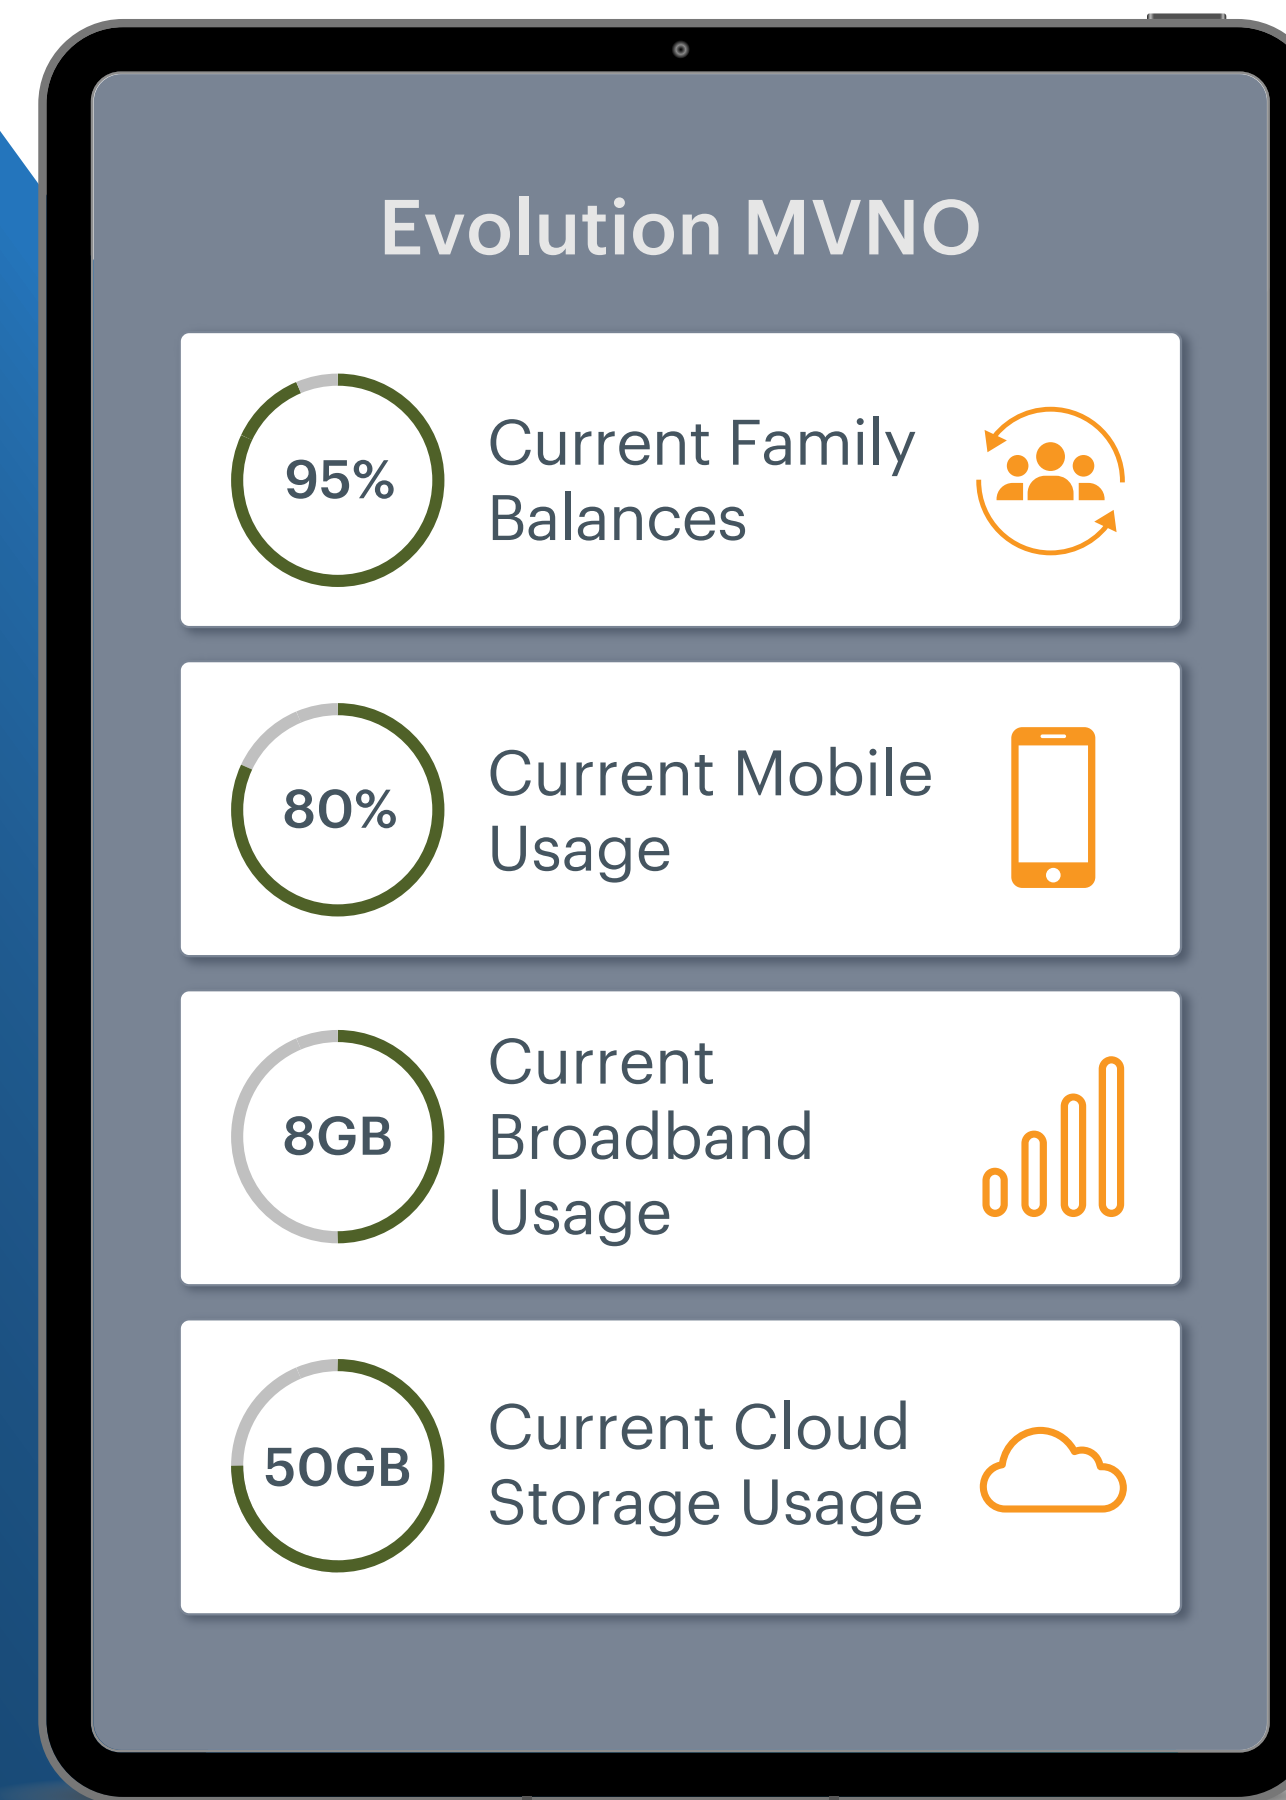 Evolution MVNO
95%
Current Family
Balances
80%
Current Mobile
Usage
8GB
Current
Broadband
Usage
50GB
Current Cloud
Storage Usage